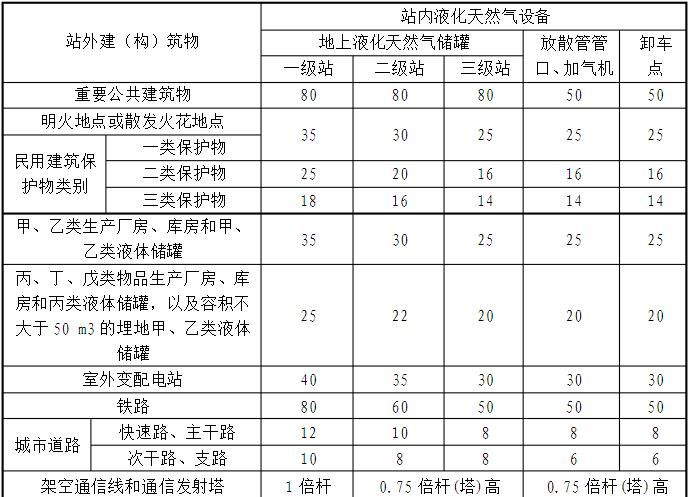 站外建（构）筑物 站内液化天然气设备
地上液化天然气储罐 放散管管口、加气机 卸车点
一级站 二级站 三级站
重要公共建筑物 80 80 80 50 50
明火地点或散发火花地点 35 30 25 25 25
民用建筑保护物类别 一类保护物
二类保护物 25 20 16 16 16
三类保护物 18 16 14 14 14
甲、乙类生产厂房、库房和甲、
乙类液体储罐 35 30 25 25 25
丙、丁、戊类物品生产厂房、库
房和丙类液体储罐，以及容积不
大于50 m3的埋地甲、乙类液体
储罐 25 22 20 20 20
室外变配电站 40 35 30 30 30
铁路 80 60 50 50 50
城市道路 快速路、主干路 12 10 8 8 8
次干路、支路 10 8 8 6 6
架空通信线和通信发射塔 1倍杆 0.75倍杆(塔)高 0.75倍杆(塔)高